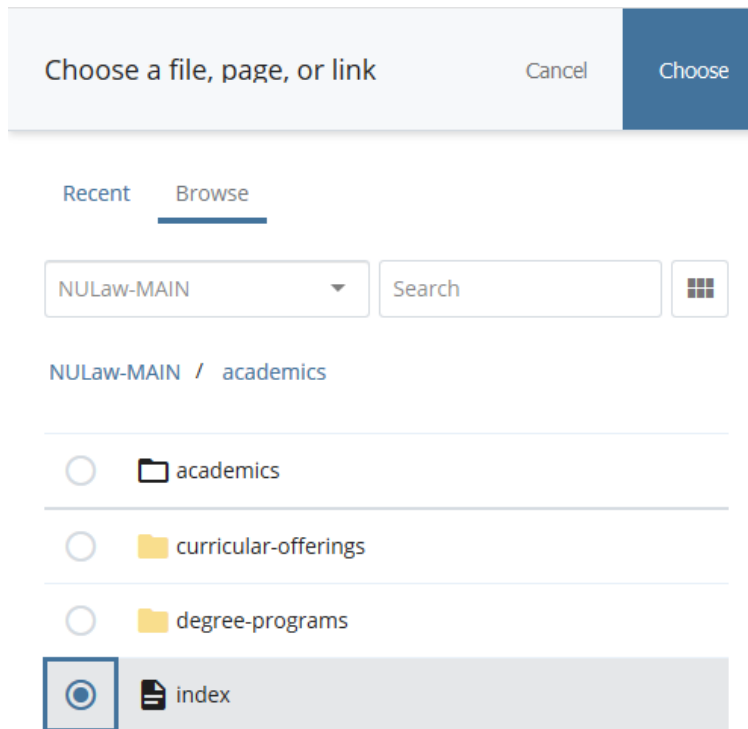 Choose a file, page, or link Cancel Choose
Recent Browse
NULaw-MAIN Search
NULaw-MAIN / academics
academics
curricular-offerings
degree-programs
index